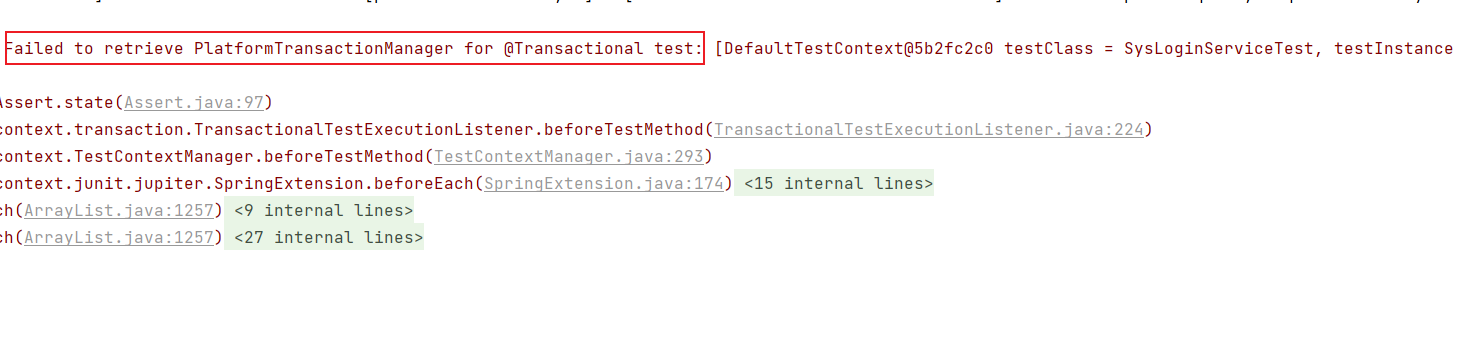 Failed to retrieve PlatformTransactionManager for @Transactional test: [DefaultTestContext@5b2fc2c0 testClass = SysLoginServiceTest, testInstance
Assert.state(Assert.java:97)
context.transaction.TransactionalTestExecutionListener.beforeTestMethod(TransactionalTestExecutionListener.java:224)
context.TestContextManager.beforeTestMethod(TestContextManager.java:293)
context.junit.jupiter.SpringExtension.beforeEach(SpringExtension.java:174) <15 internal lines>
ch(ArrayList.java:1257) <9 internal lines>
ch(ArrayList.java:1257) <27 internal lines>